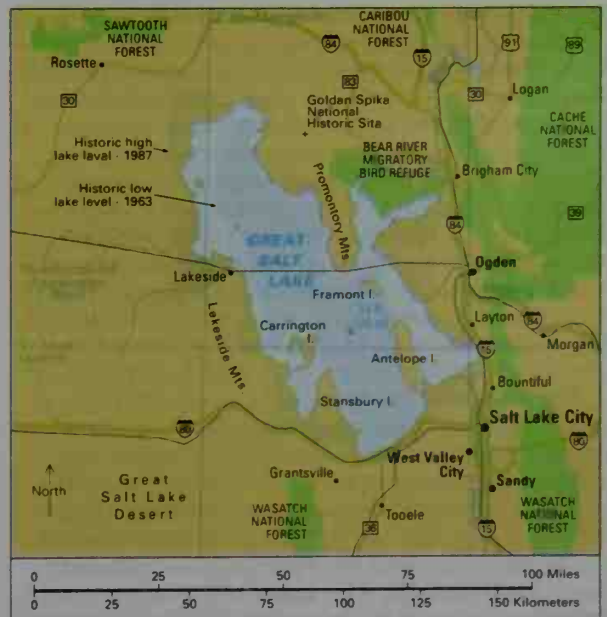 SAWTOOTH
NATIONAL
FOREST
CARIBOU
NATIONAL
FOREST
84
15
91
89
Rosette
30
83
30
Logan
Goldan Spika
National
Historic Sita
CACHE
NATIONAL
FOREST
Historic high
lake laval - 1987
BEAR RIVER
MIGRATORY
BIRD REFUGE
Brigham City
Promontory Mts
Historic low
lake level - 1963
39
84
GREAT
SALT
LAKE
Ogden
Lakeside
Framont I.
Layton
84
Morgan
Carrington
I.
Lakeside Mts.
Antelope I.
15
Bountiful
Stansbury I.
Salt Lake City
80
80
West Valley
City
North
Great
Salt Lake
Desert
Grantsville
Sandy
WASATCH
NATIONAL
FOREST
Tooele
36
15
WASATCH
NATIONAL
FOREST
0 25 50 75 100 Miles
0 25 50 75 100 125 150 Kilometers